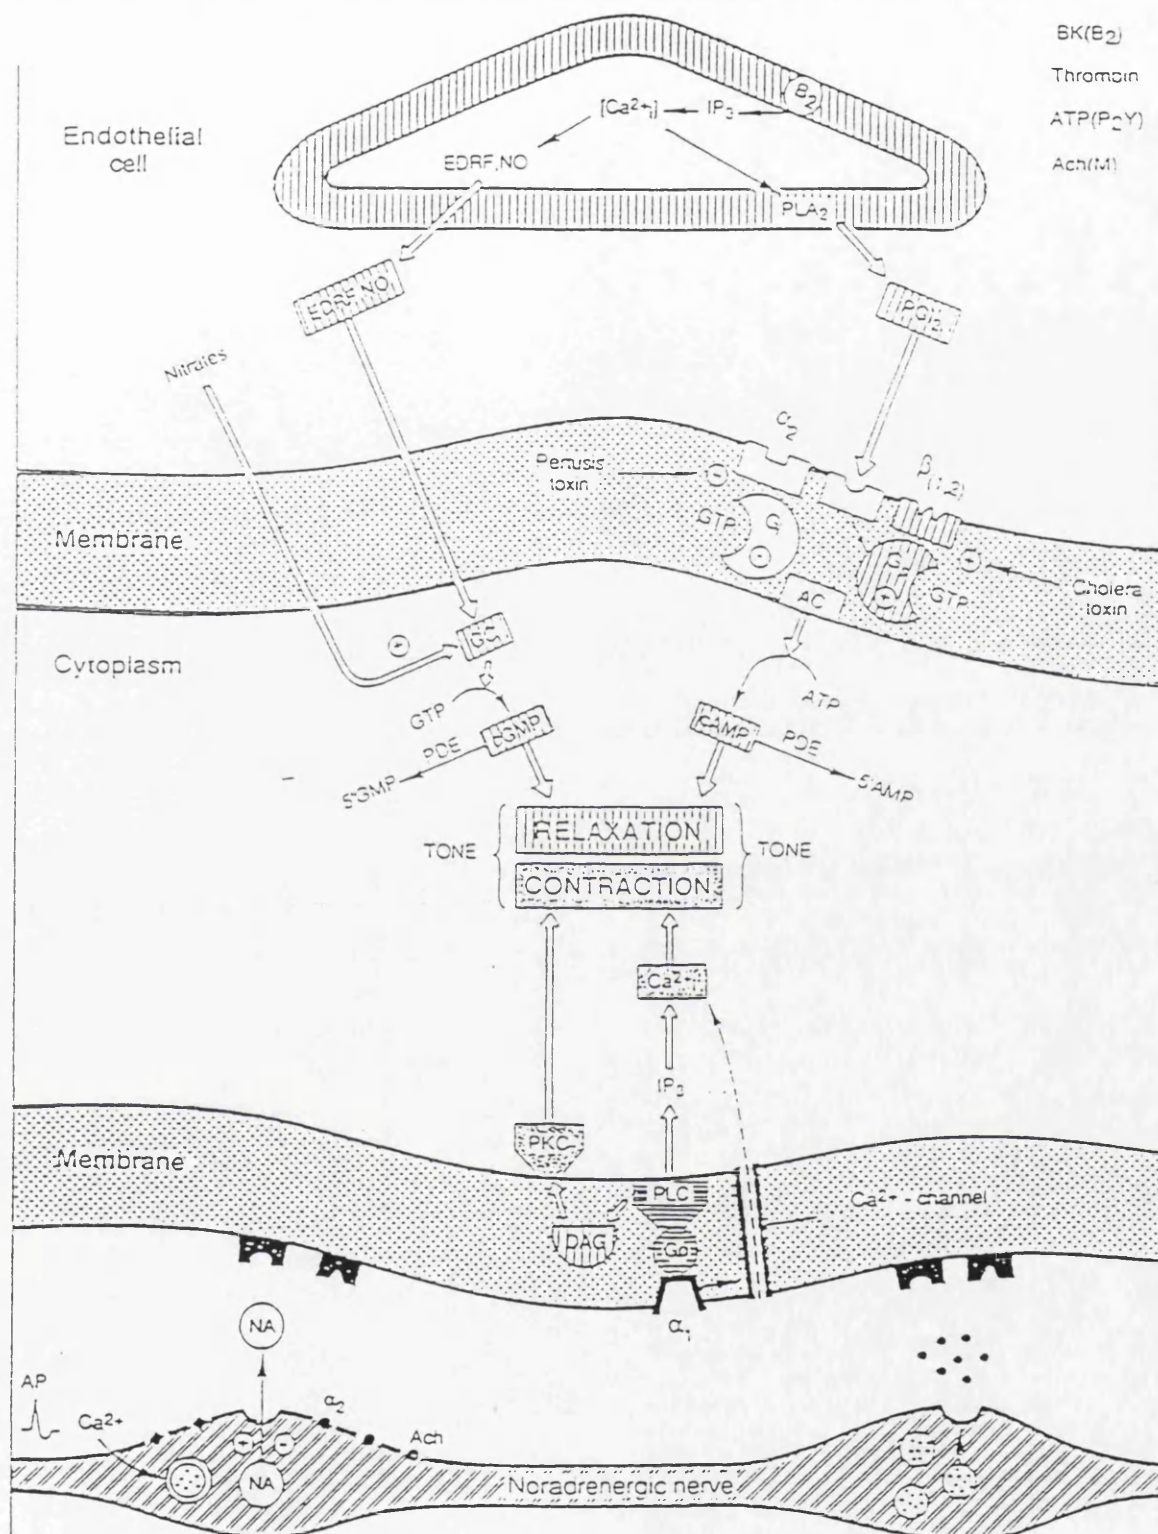 BK(B2)
Thrombin
ATP(P2Y)
Ach(M)
Endothelial
cell
B2
[Ca2+i]
IP3
EDRF,NO
PLA2
EDRF,NO
PGI2
Nitrates
α2
Pertusis
toxin
β(1,2)
GTP
Gi
Membrane
GTP
AC
Cholera
toxin
GC
Cytoplasm
GTP
ATP
cGMP
cAMP
PDE
PDE
5'GMP
5'AMP
RELAXATION
TONE
TONE
CONTRACTION
Ca2+i
IP3
PKC
Membrane
PLC
Ca2+ - channel
DAG
Gp
α1
NA
AP
α2
Ca2+
Ach
NA
Noradrenergic nerve